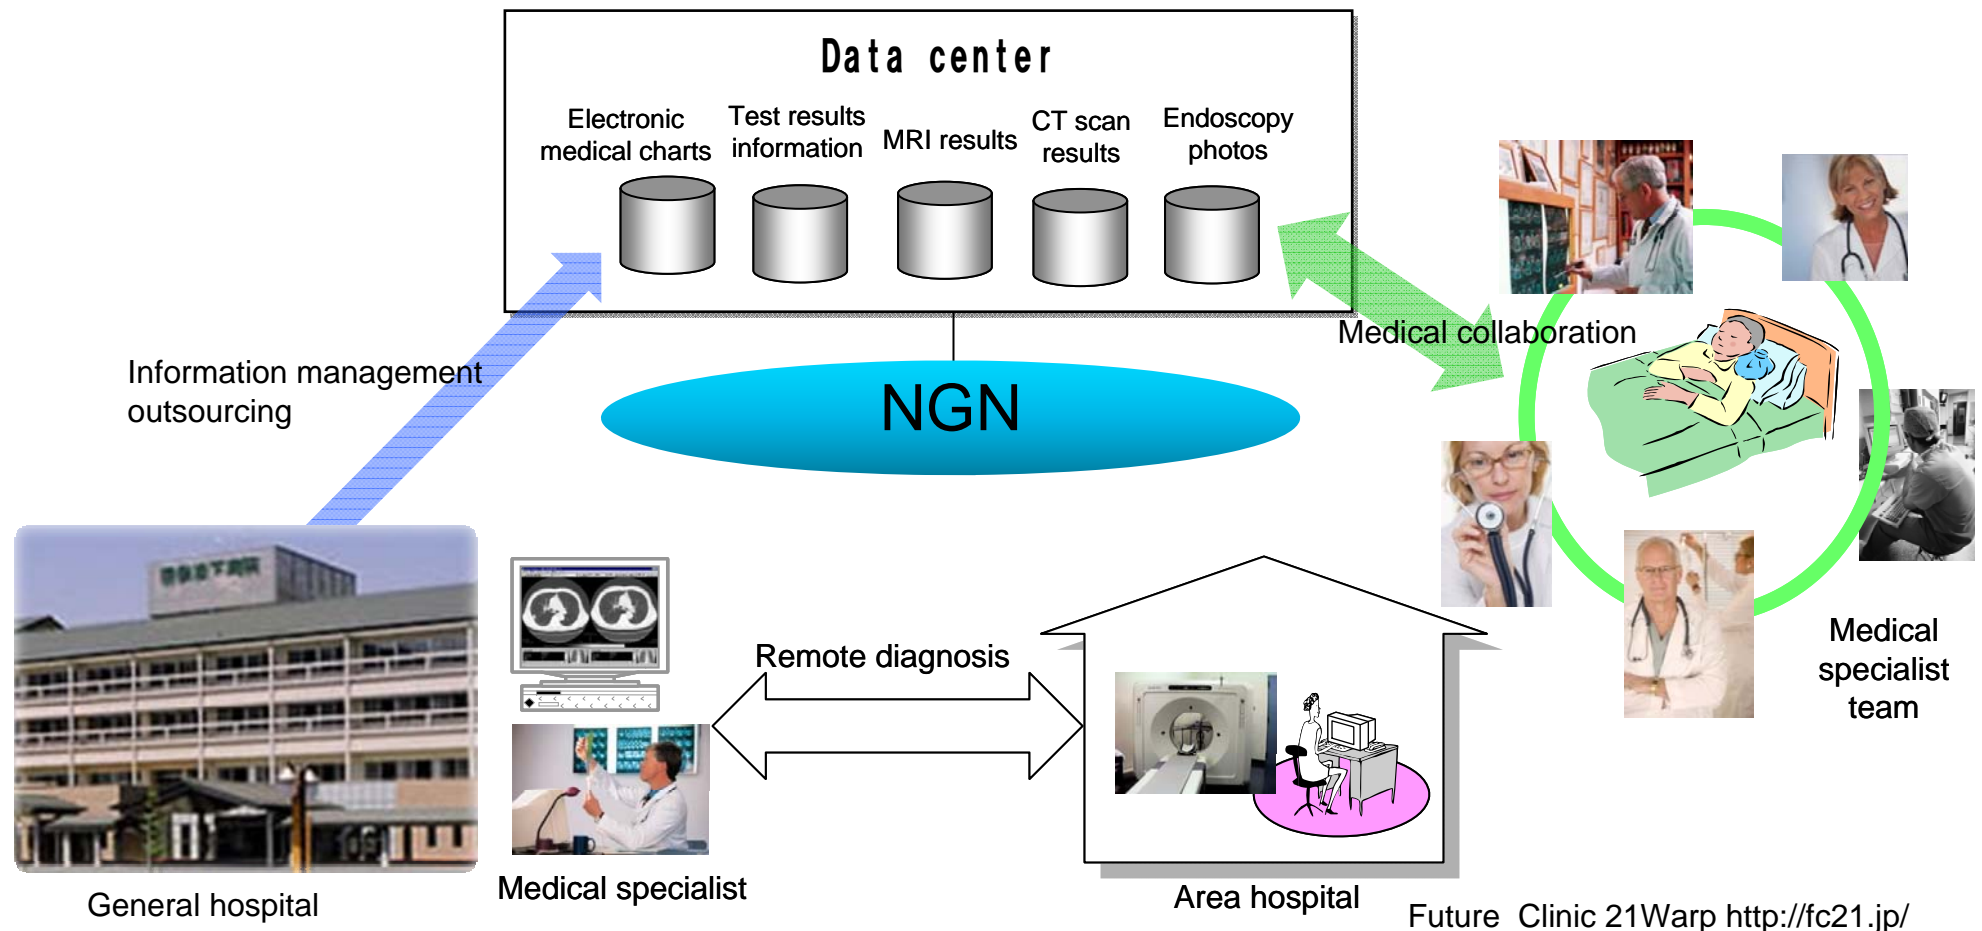 Data center
Electronic
medical charts
Test results
information
MRI results
CT scan
results
Endoscopy
photos
Information management
outsourcing
NGN
Medical collaboration
Remote diagnosis
Medical
specialist
team
General hospital
Medical specialist
Area hospital
Future Clinic 21Warp http://fc21.jp/